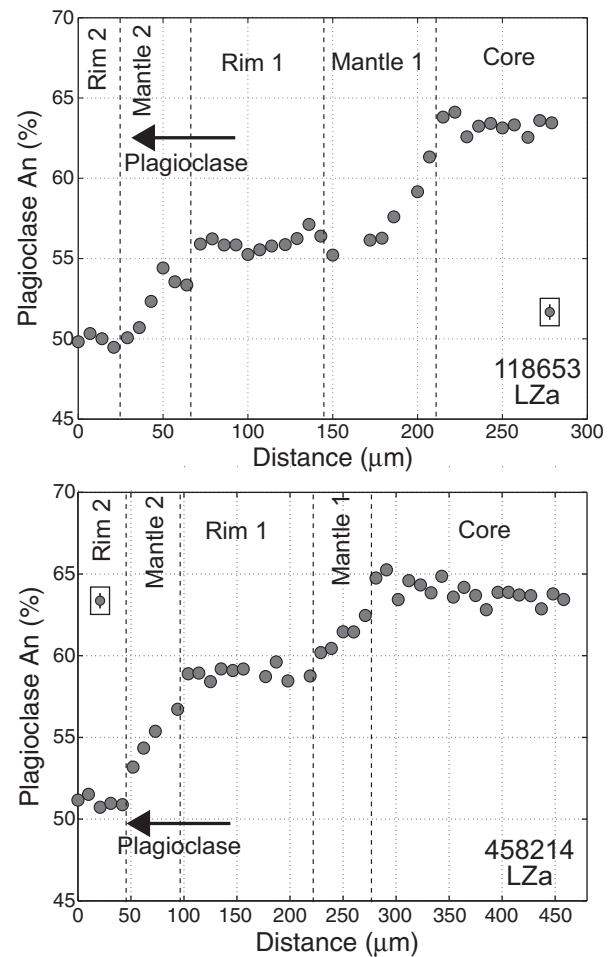 70
65
60
55
50
45
Plagioclase An (%)
Rim 2
Mantle 2
Rim 1
Mantle 1
Core
Plagioclase
118653
LZa
0
50
100
150
200
250
300
Distance (μm)
70
65
60
55
50
45
Plagioclase An (%)
Rim 2
Mantle 2
Rim 1
Mantle 1
Core
Plagioclase
458214
LZa
0
50
100
150
200
250
300
350
400
450
Distance (μm)